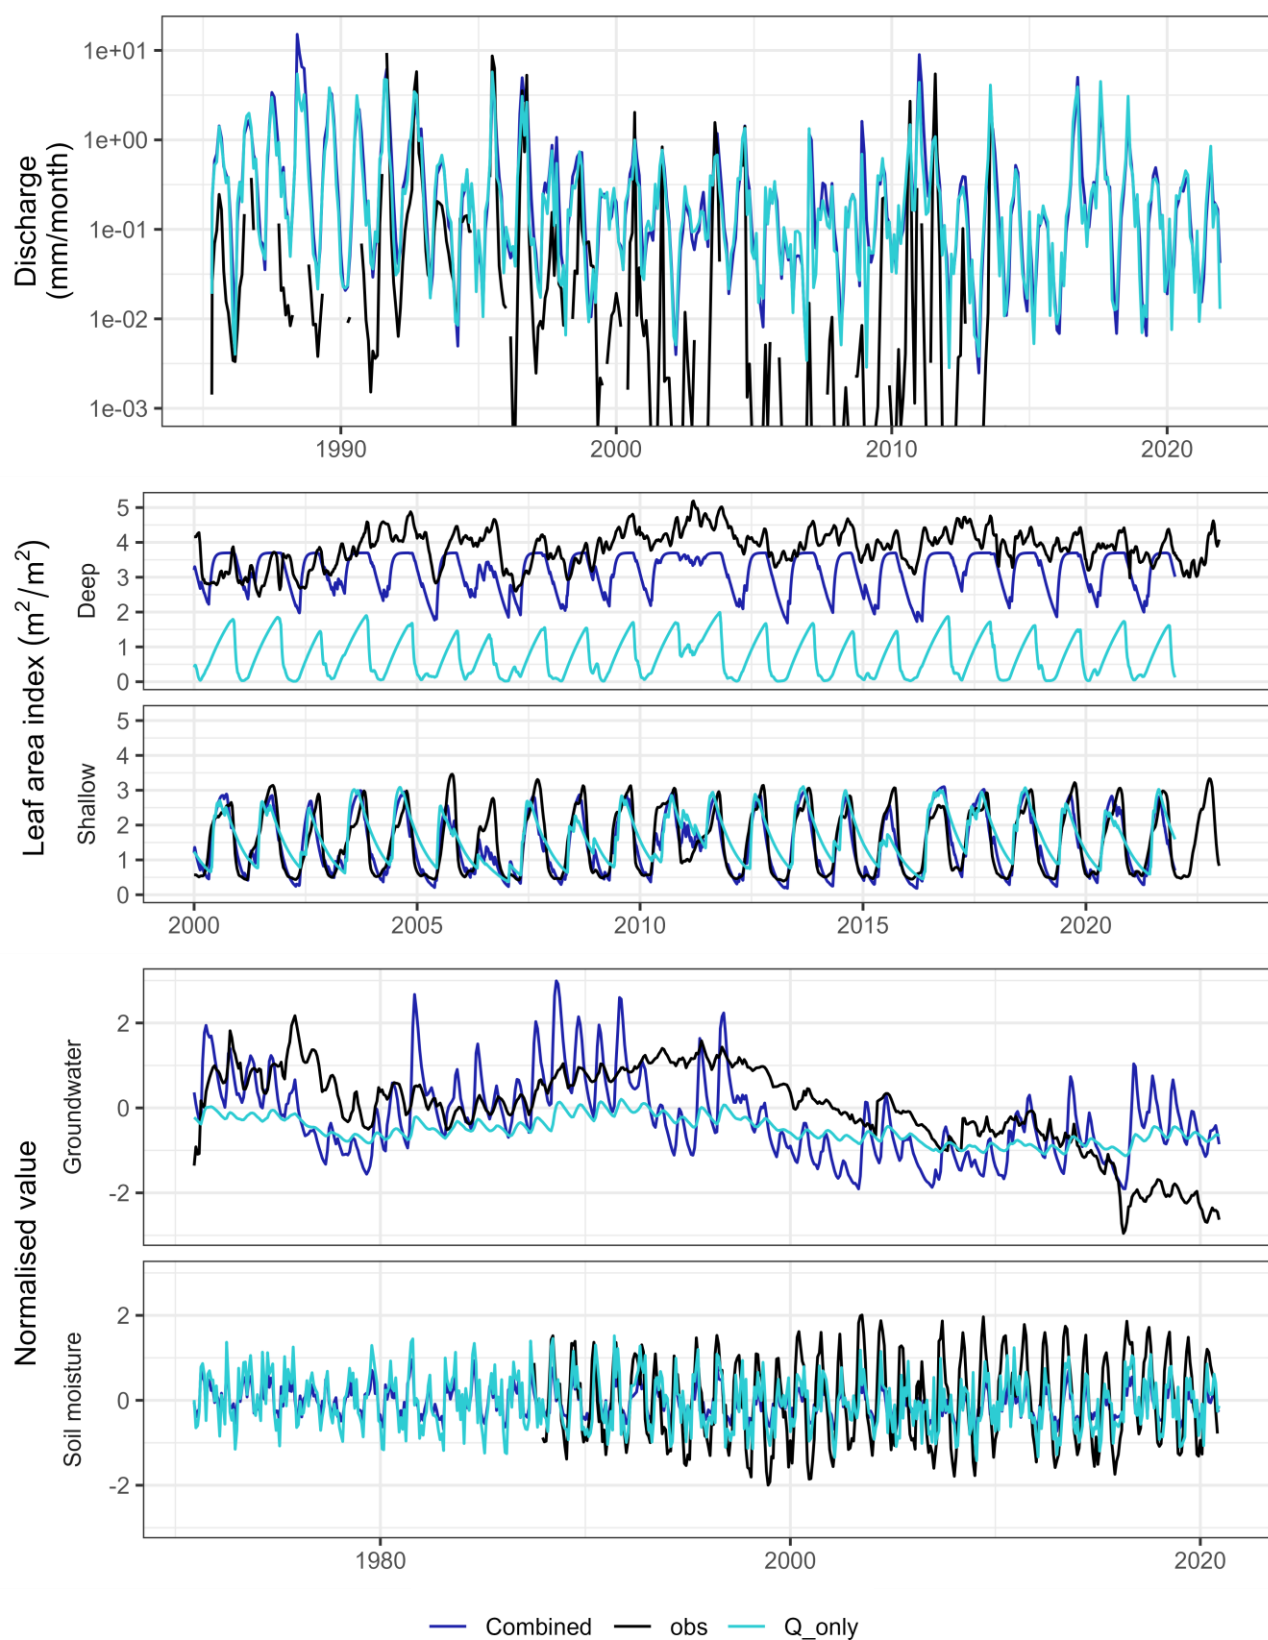 Discharge
(mm/month)
1e+01
1e+00
1e-01
1e-02
1e-03
1990
2000
2010
2020
Leaf area index (m²/m²)
Deep
5
4
3
2
1
0
Shallow
5
4
3
2
1
0
2000
2005
2010
2015
2020
Normalised value
Groundwater
2
0
-2
Soil moisture
2
0
-2
1980
2000
2020
Combined
obs
Q_only